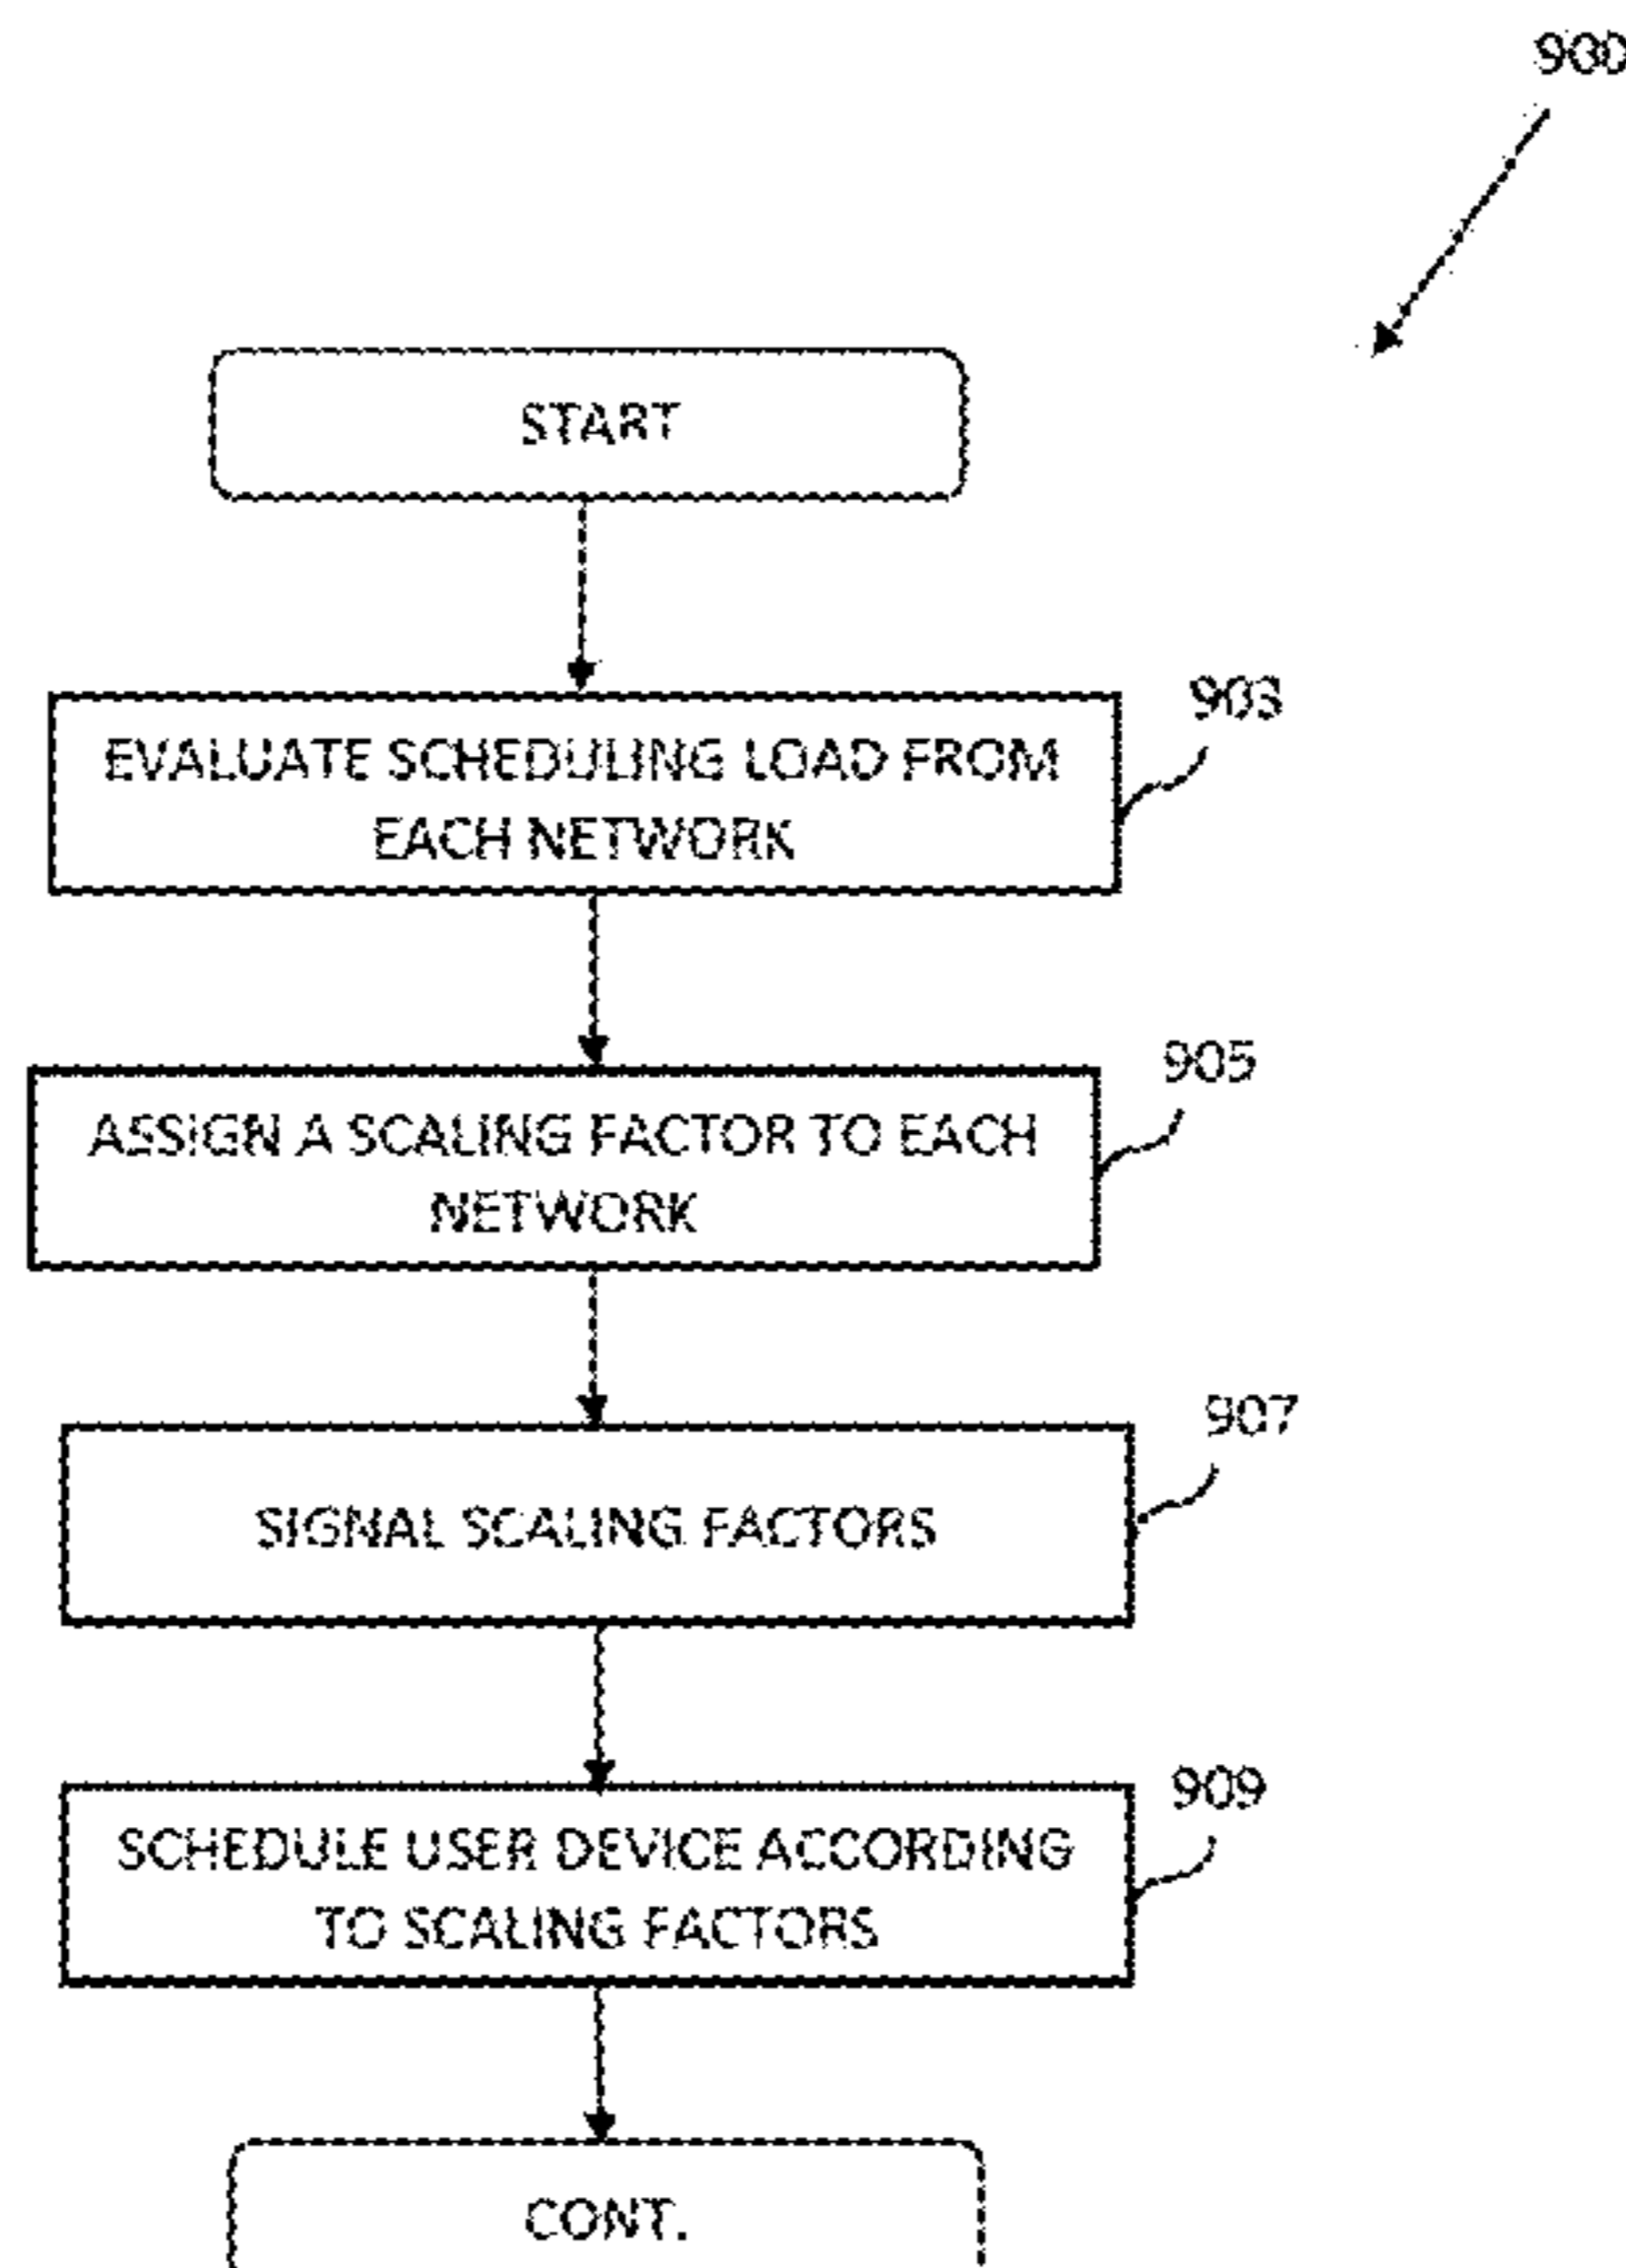 900
START
903
EVALUATE SCHEDULING LOAD FROM
EACH NETWORK
905
ASSIGN A SCALING FACTOR TO EACH
NETWORK
907
SIGNAL SCALING FACTORS
909
SCHEDULE USER DEVICE ACCORDING
TO SCALING FACTORS
CONT.